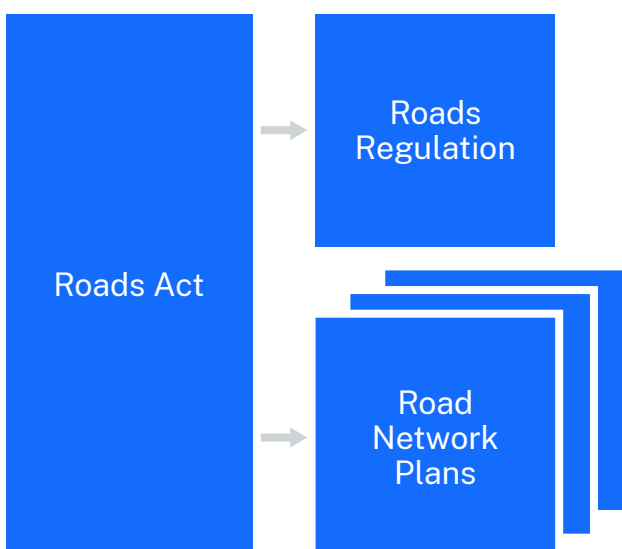 Roads Act
Roads
Regulation
Road
Network
Plans